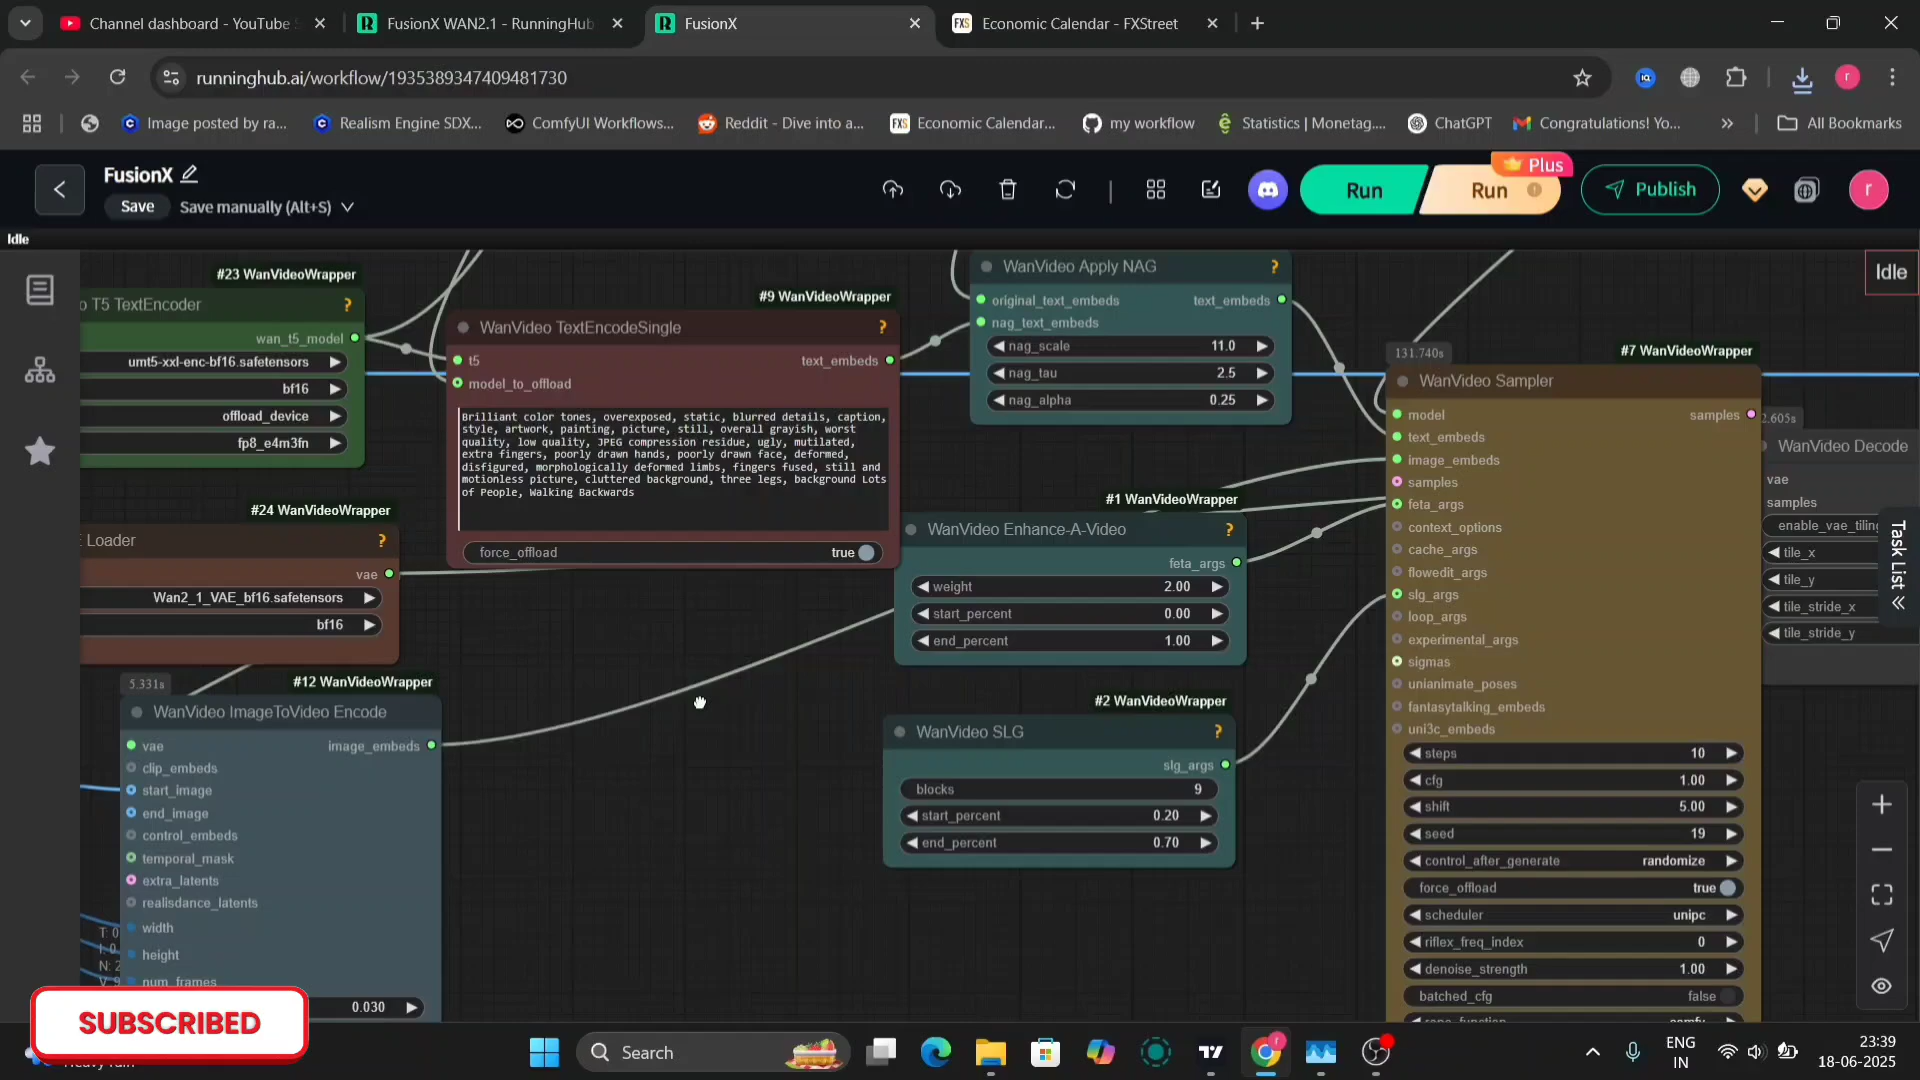 Channel dashboard - YouTube S
FusionX WAN2.1 - RunningHub
FusionX
Economic Calendar - FXStreet
runninghub.ai/workflow/1935389347409481730
Image posted by ra...
Realism Engine SDX...
ComfyUI Workflows...
Reddit - Dive into a...
Economic Calendar...
my workflow
Statistics | Monetag....
ChatGPT
Congratulations! Yo...
All Bookmarks
FusionX
Save
Save manually (Alt+S)
Run
Run
Plus
Publish
r
Idle
Idle
#23 WanVideoWrapper
o T5 TextEncoder
wan_t5_model
umt5-xxl-enc-bf16.safetensors
bf16
offload_device
fp8_e4m3fn
#24 WanVideoWrapper
E Loader
vae
Wan2_1_VAE_bf16.safetensors
bf16
5.331s
#12 WanVideoWrapper
WanVideo ImageToVideo Encode
vae
image_embeds
clip_embeds
start_image
end_image
control_embeds
temporal_mask
extra_latents
realisdance_latents
width
height
num_frames
0.030
#9 WanVideoWrapper
WanVideo TextEncodeSingle
t5
text_embeds
model_to_offload
Brilliant color tones, overexposed, static, blurred details, caption,
style, artwork, painting, picture, still, overall grayish, worst
quality, low quality, JPEG compression residue, ugly, mutilated,
extra fingers, poorly drawn hands, poorly drawn face, deformed,
disfigured, morphologically deformed limbs, fingers fused, still and
motionless picture, cluttered background, three legs, background Lots
of People, Walking Backwards
force_offload true
WanVideo Apply NAG
original_text_embeds
text_embeds
nag_text_embeds
nag_scale 11.0
nag_tau 2.5
nag_alpha 0.25
#1 WanVideoWrapper
WanVideo Enhance-A-Video
feta_args
weight 2.00
start_percent 0.00
end_percent 1.00
#2 WanVideoWrapper
WanVideo SLG
slg_args
blocks 9
start_percent 0.20
end_percent 0.70
131.740s
#7 WanVideoWrapper
WanVideo Sampler
model
samples
text_embeds
image_embeds
samples
feta_args
context_options
cache_args
flowedit_args
slg_args
loop_args
experimental_args
sigmas
unianimate_poses
fantasytalking_embeds
uni3c_embeds
steps 10
cfg 1.00
shift 5.00
seed 19
control_after_generate randomize
force_offload true
scheduler unipc
riflex_freq_index 0
denoise_strength 1.00
batched_cfg false
2.605s
WanVideo Decode
vae
samples
enable_vae_tiling
tile_x
tile_y
tile_stride_x
tile_stride_y
Task List
SUBSCRIBED
Search
ENG
IN
23:39
18-06-2025